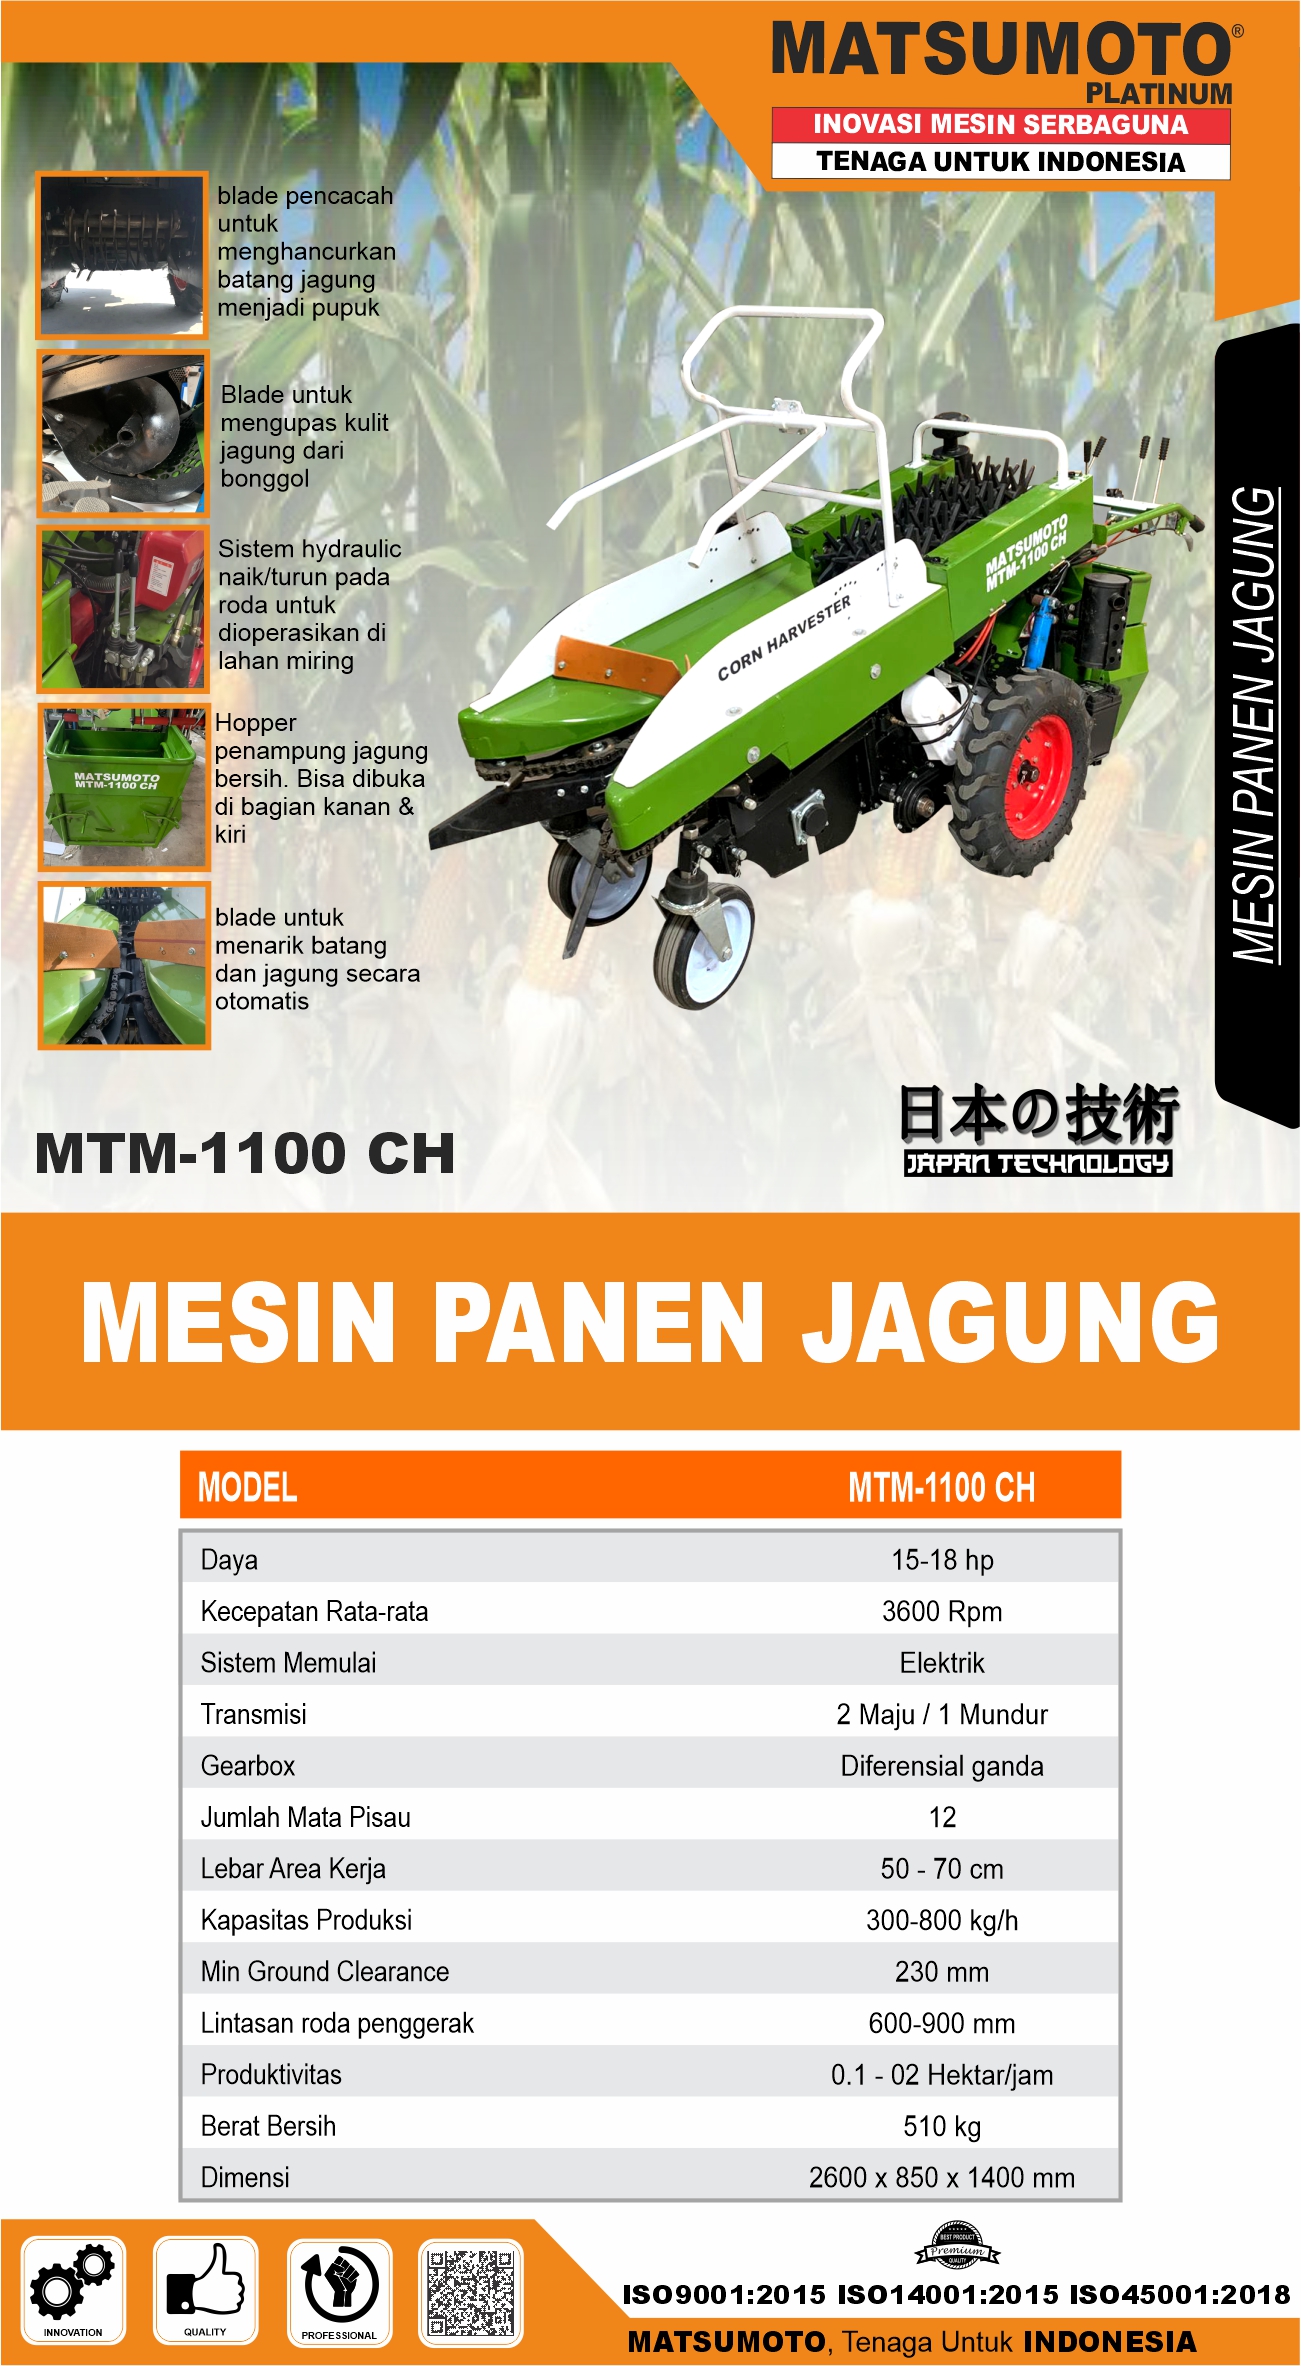 MATSUMOTO®
PLATINUM
INOVASI MESIN SERBAGUNA
TENAGA UNTUK INDONESIA
blade pencacah
untuk
menghancurkan
batang jagung
menjadi pupuk
Blade untuk
mengupas kulit
jagung dari
bonggol
Sistem hydraulic
naik/turun pada
roda untuk
dioperasikan di
lahan miring
MATSUMOTO
MTM-1100 CH
Hopper
penampung jagung
bersih. Bisa dibuka
di bagian kanan &
kiri
blade untuk
menarik batang
dan jagung secara
otomatis
MATSUMOTO
MTM-1100 CH
CORN HARVESTER
MESIN PANEN JAGUNG
MTM-1100 CH
日本の技術
JAPAN TECHNOLOGY
MESIN PANEN JAGUNG
MODEL MTM-1100 CH
Daya 15-18 hp
Kecepatan Rata-rata 3600 Rpm
Sistem Memulai Elektrik
Transmisi 2 Maju / 1 Mundur
Gearbox Diferensial ganda
Jumlah Mata Pisau 12
Lebar Area Kerja 50 - 70 cm
Kapasitas Produksi 300-800 kg/h
Min Ground Clearance 230 mm
Lintasan roda penggerak 600-900 mm
Produktivitas 0.1 - 02 Hektar/jam
Berat Bersih 510 kg
Dimensi 2600 x 850 x 1400 mm
INNOVATION
QUALITY
PROFESSIONAL
BEST PRODUCT
Premium
QUALITY
ISO9001:2015 ISO14001:2015 ISO45001:2018
MATSUMOTO, Tenaga Untuk INDONESIA